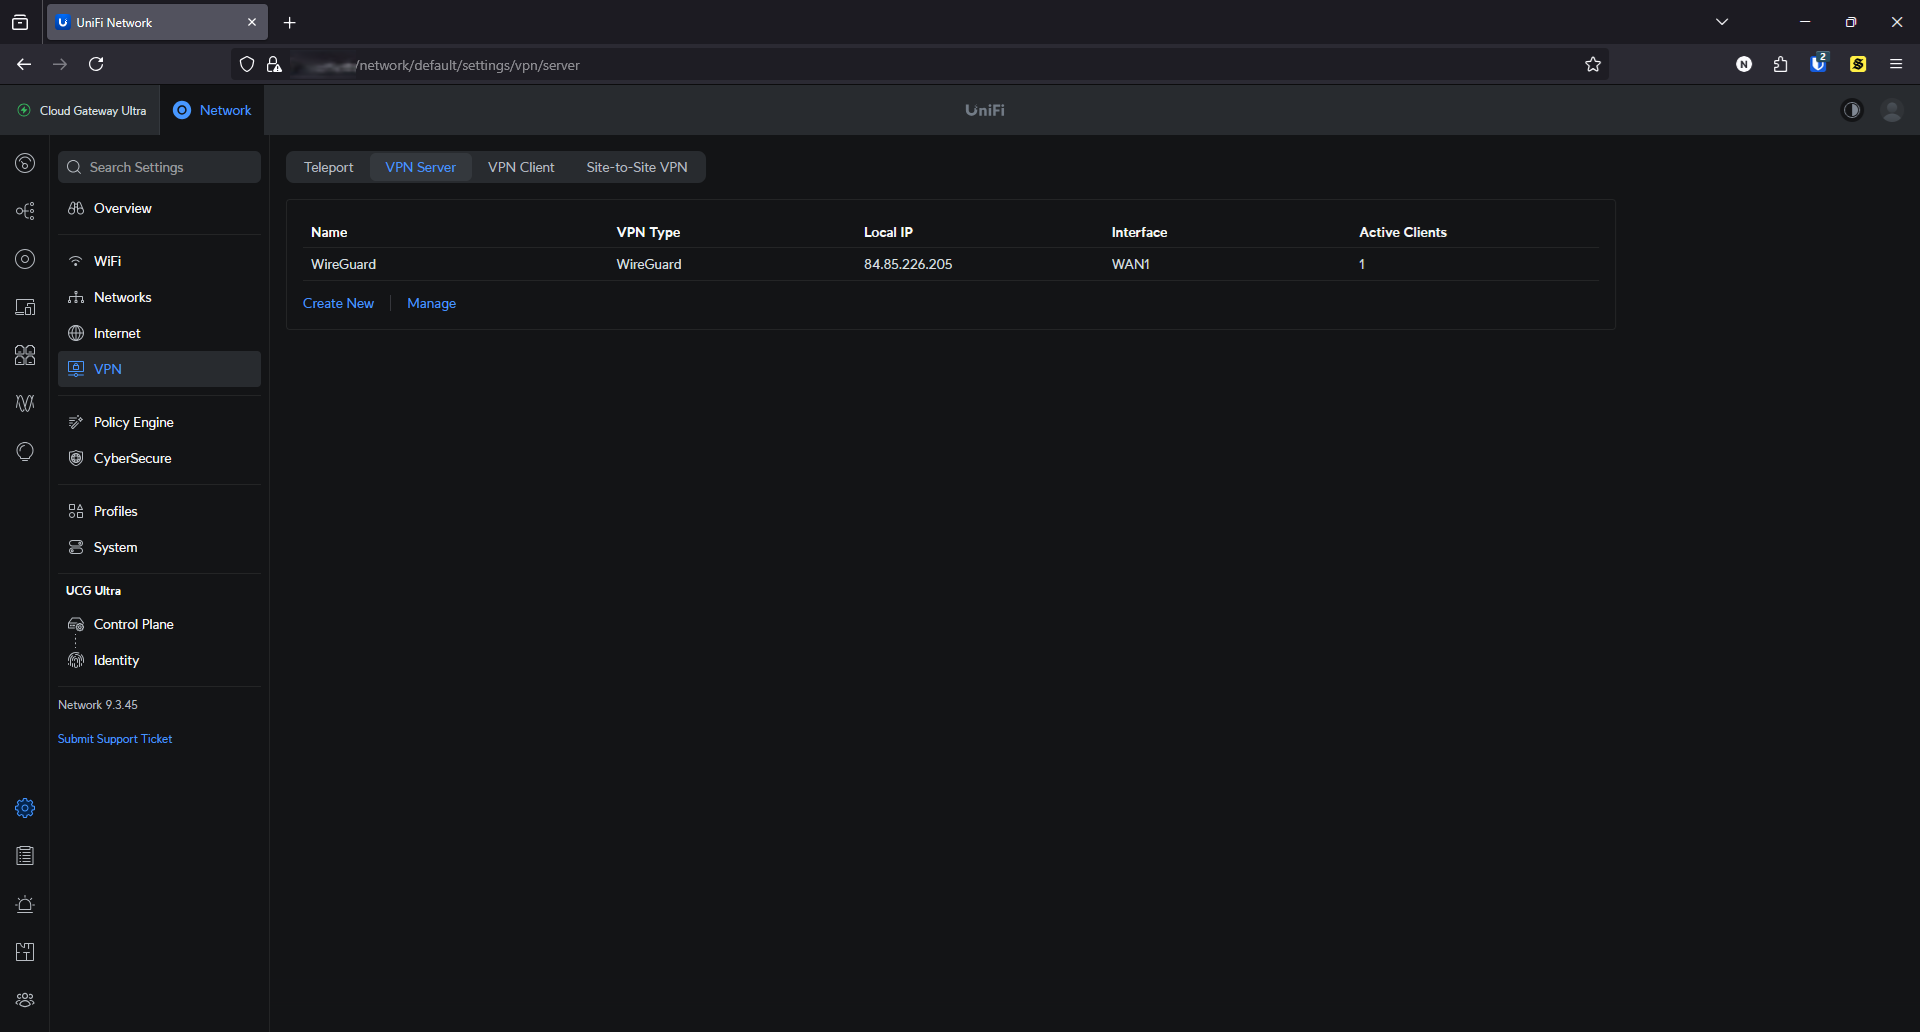 UniFi Network
/network/default/settings/vpn/server
N
2
S
Cloud Gateway Ultra
Network
UniFi
Search Settings
Teleport
VPN Server
VPN Client
Site-to-Site VPN
Overview
WiFi
Networks
Internet
VPN
Policy Engine
CyberSecure
Profiles
System
UCG Ultra
Control Plane
Identity
Network 9.3.45
Submit Support Ticket
Name VPN Type Local IP Interface Active Clients
WireGuard WireGuard 84.85.226.205 WAN1 1
Create New Manage